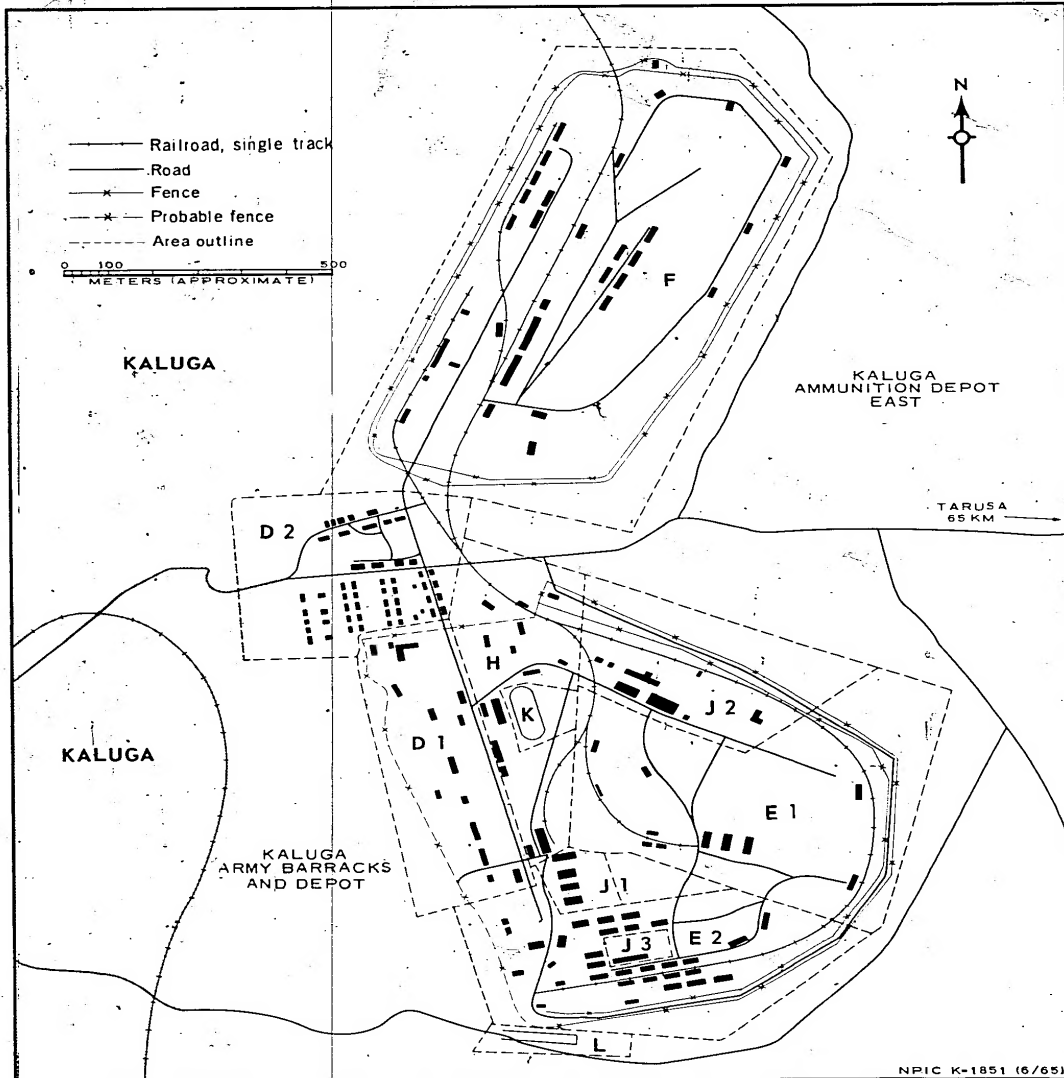 N
Railroad, single track
Road
Fence
Probable fence
Area outline
0 100 500
METERS (APPROXIMATE)
F
KALUGA
KALUGA
AMMUNITION DEPOT
EAST
TARUSA
65 KM
D 2
H
K
J 2
D 1
KALUGA
E 1
KALUGA
ARMY BARRACKS
AND DEPOT
J 1
E 2
J 3
L
NPIC K-1851 (6/65)